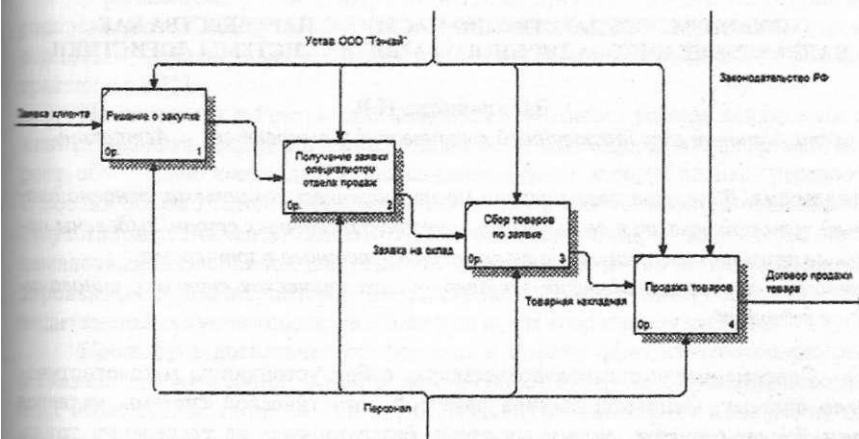 Устав ООО "Гендай"
Законодательство РФ
Заявка клиента
Решение о закупке
0р. 1
Получение заявки
специалистом
отдела продаж
0р. 2
Сбор товаров
по заявке
0р. 3
Заявка на склад
Продажа товаров
0р. 4
Товарная накладная
Договор продажи
товара
Персонал